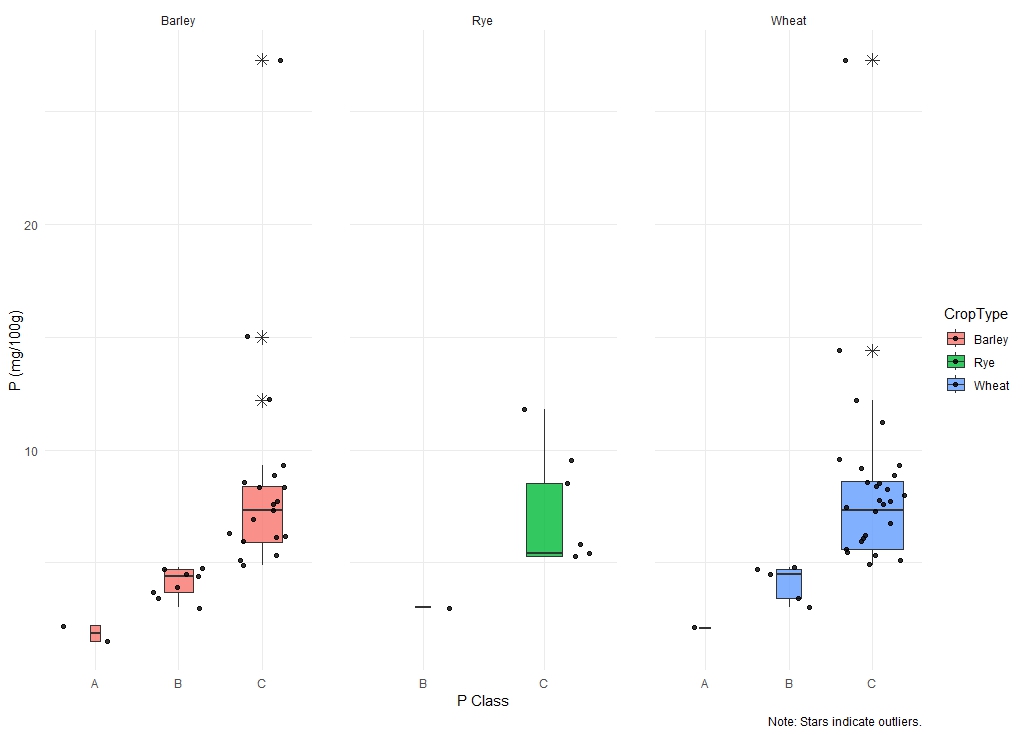 Barley
Rye
Wheat
20
10
P (mg/100g)
A
B
C
B
C
A
B
C
P Class
CropType
Barley
Rye
Wheat
Note: Stars indicate outliers.